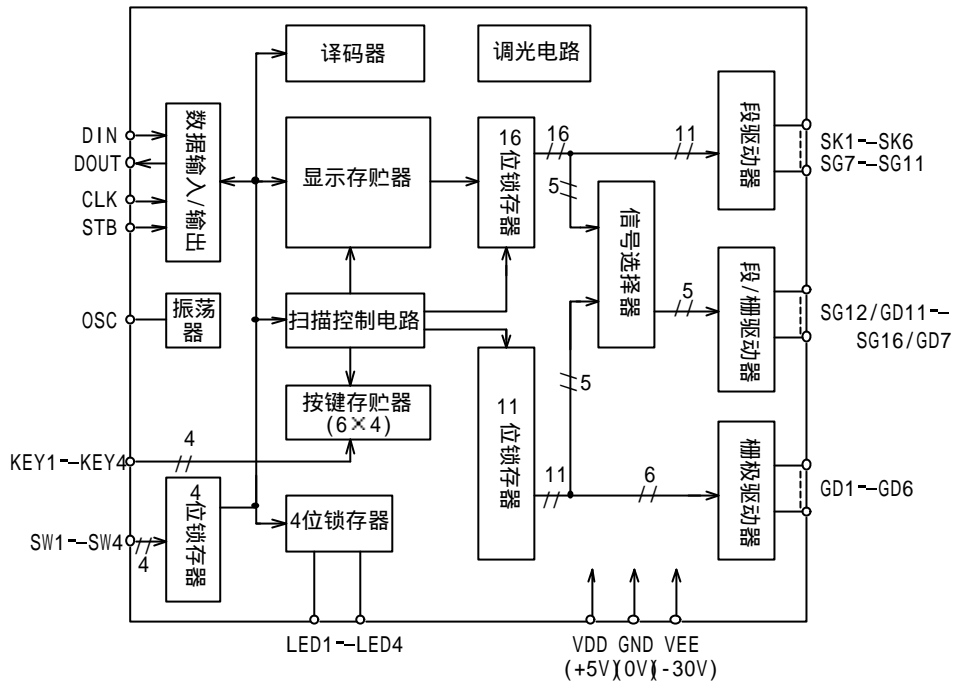 译码器
调光电路
DIN
DOUT
CLK
STB
数据输入/输出
显示存贮器
16位锁存器
16
11
5
段驱动器
SK1-—SK6
SG7-—SG11
信号选择器
OSC
振荡器
扫描控制电路
5
段/栅驱动器
SG12/GD11-—
SG16/GD7
按键存贮器
(6×4)
5
11位锁存器
KEY1-—KEY4
4
11
6
栅极驱动器
GD1-—GD6
SW1-—SW4
4
4位锁存器
4位锁存器
LED1-—LED4
VDD GND VEE
(+5V)(0V)(-30V)